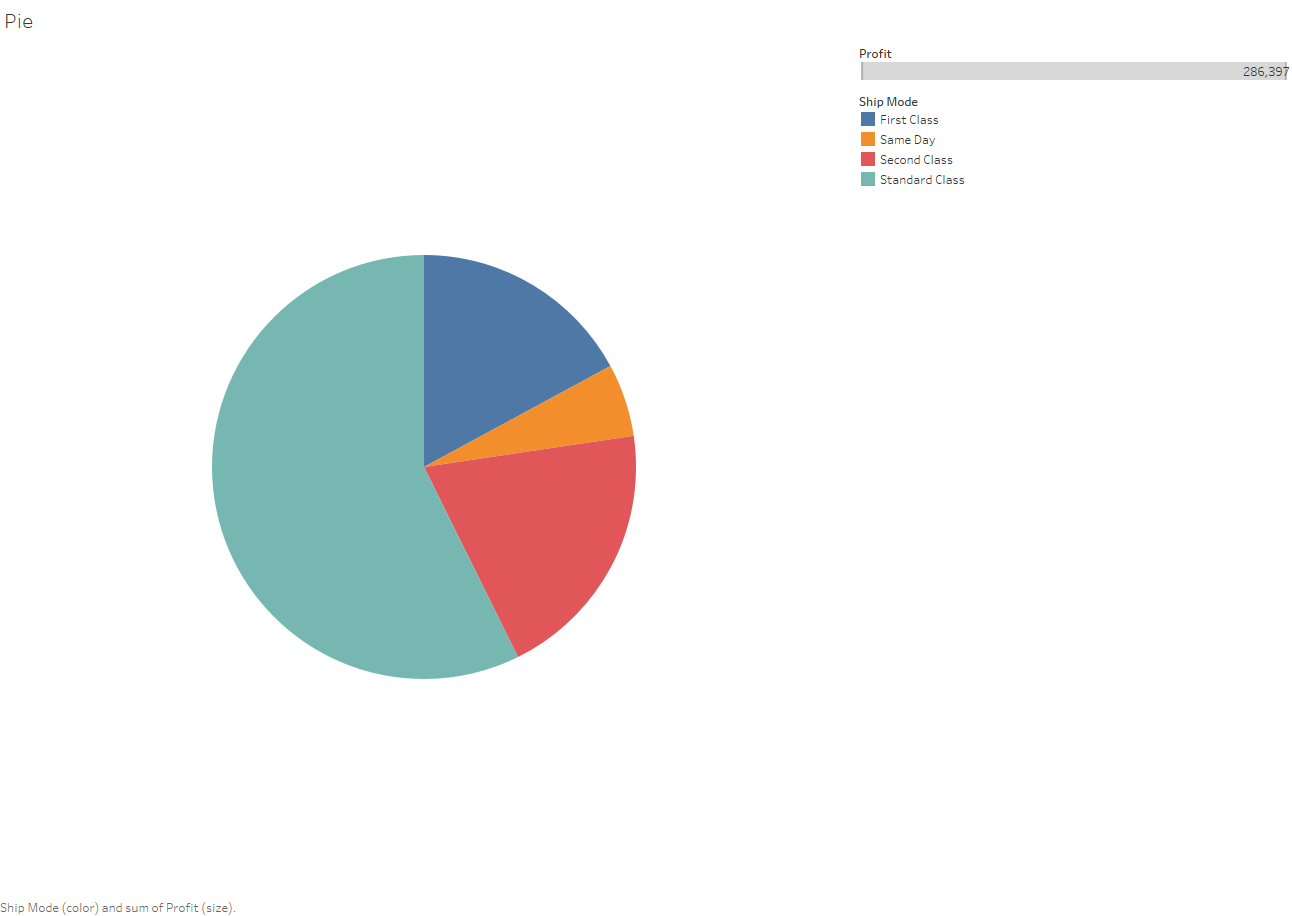 Pie
Profit
286,397
Ship Mode
First Class
Same Day
Second Class
Standard Class
Ship Mode (color) and sum of Profit (size).